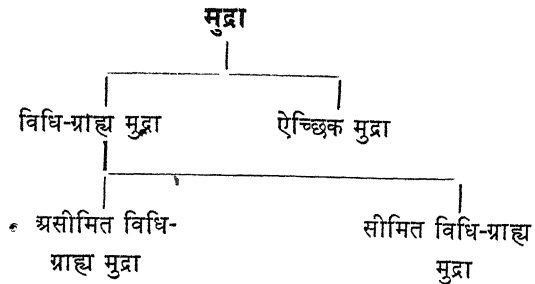 मुद्रा
विधि-ग्राह्य मुद्रा ऐच्छिक मुद्रा
असीमित विधि- सीमित विधि-ग्राह्य
ग्राह्य मुद्रा मुद्रा